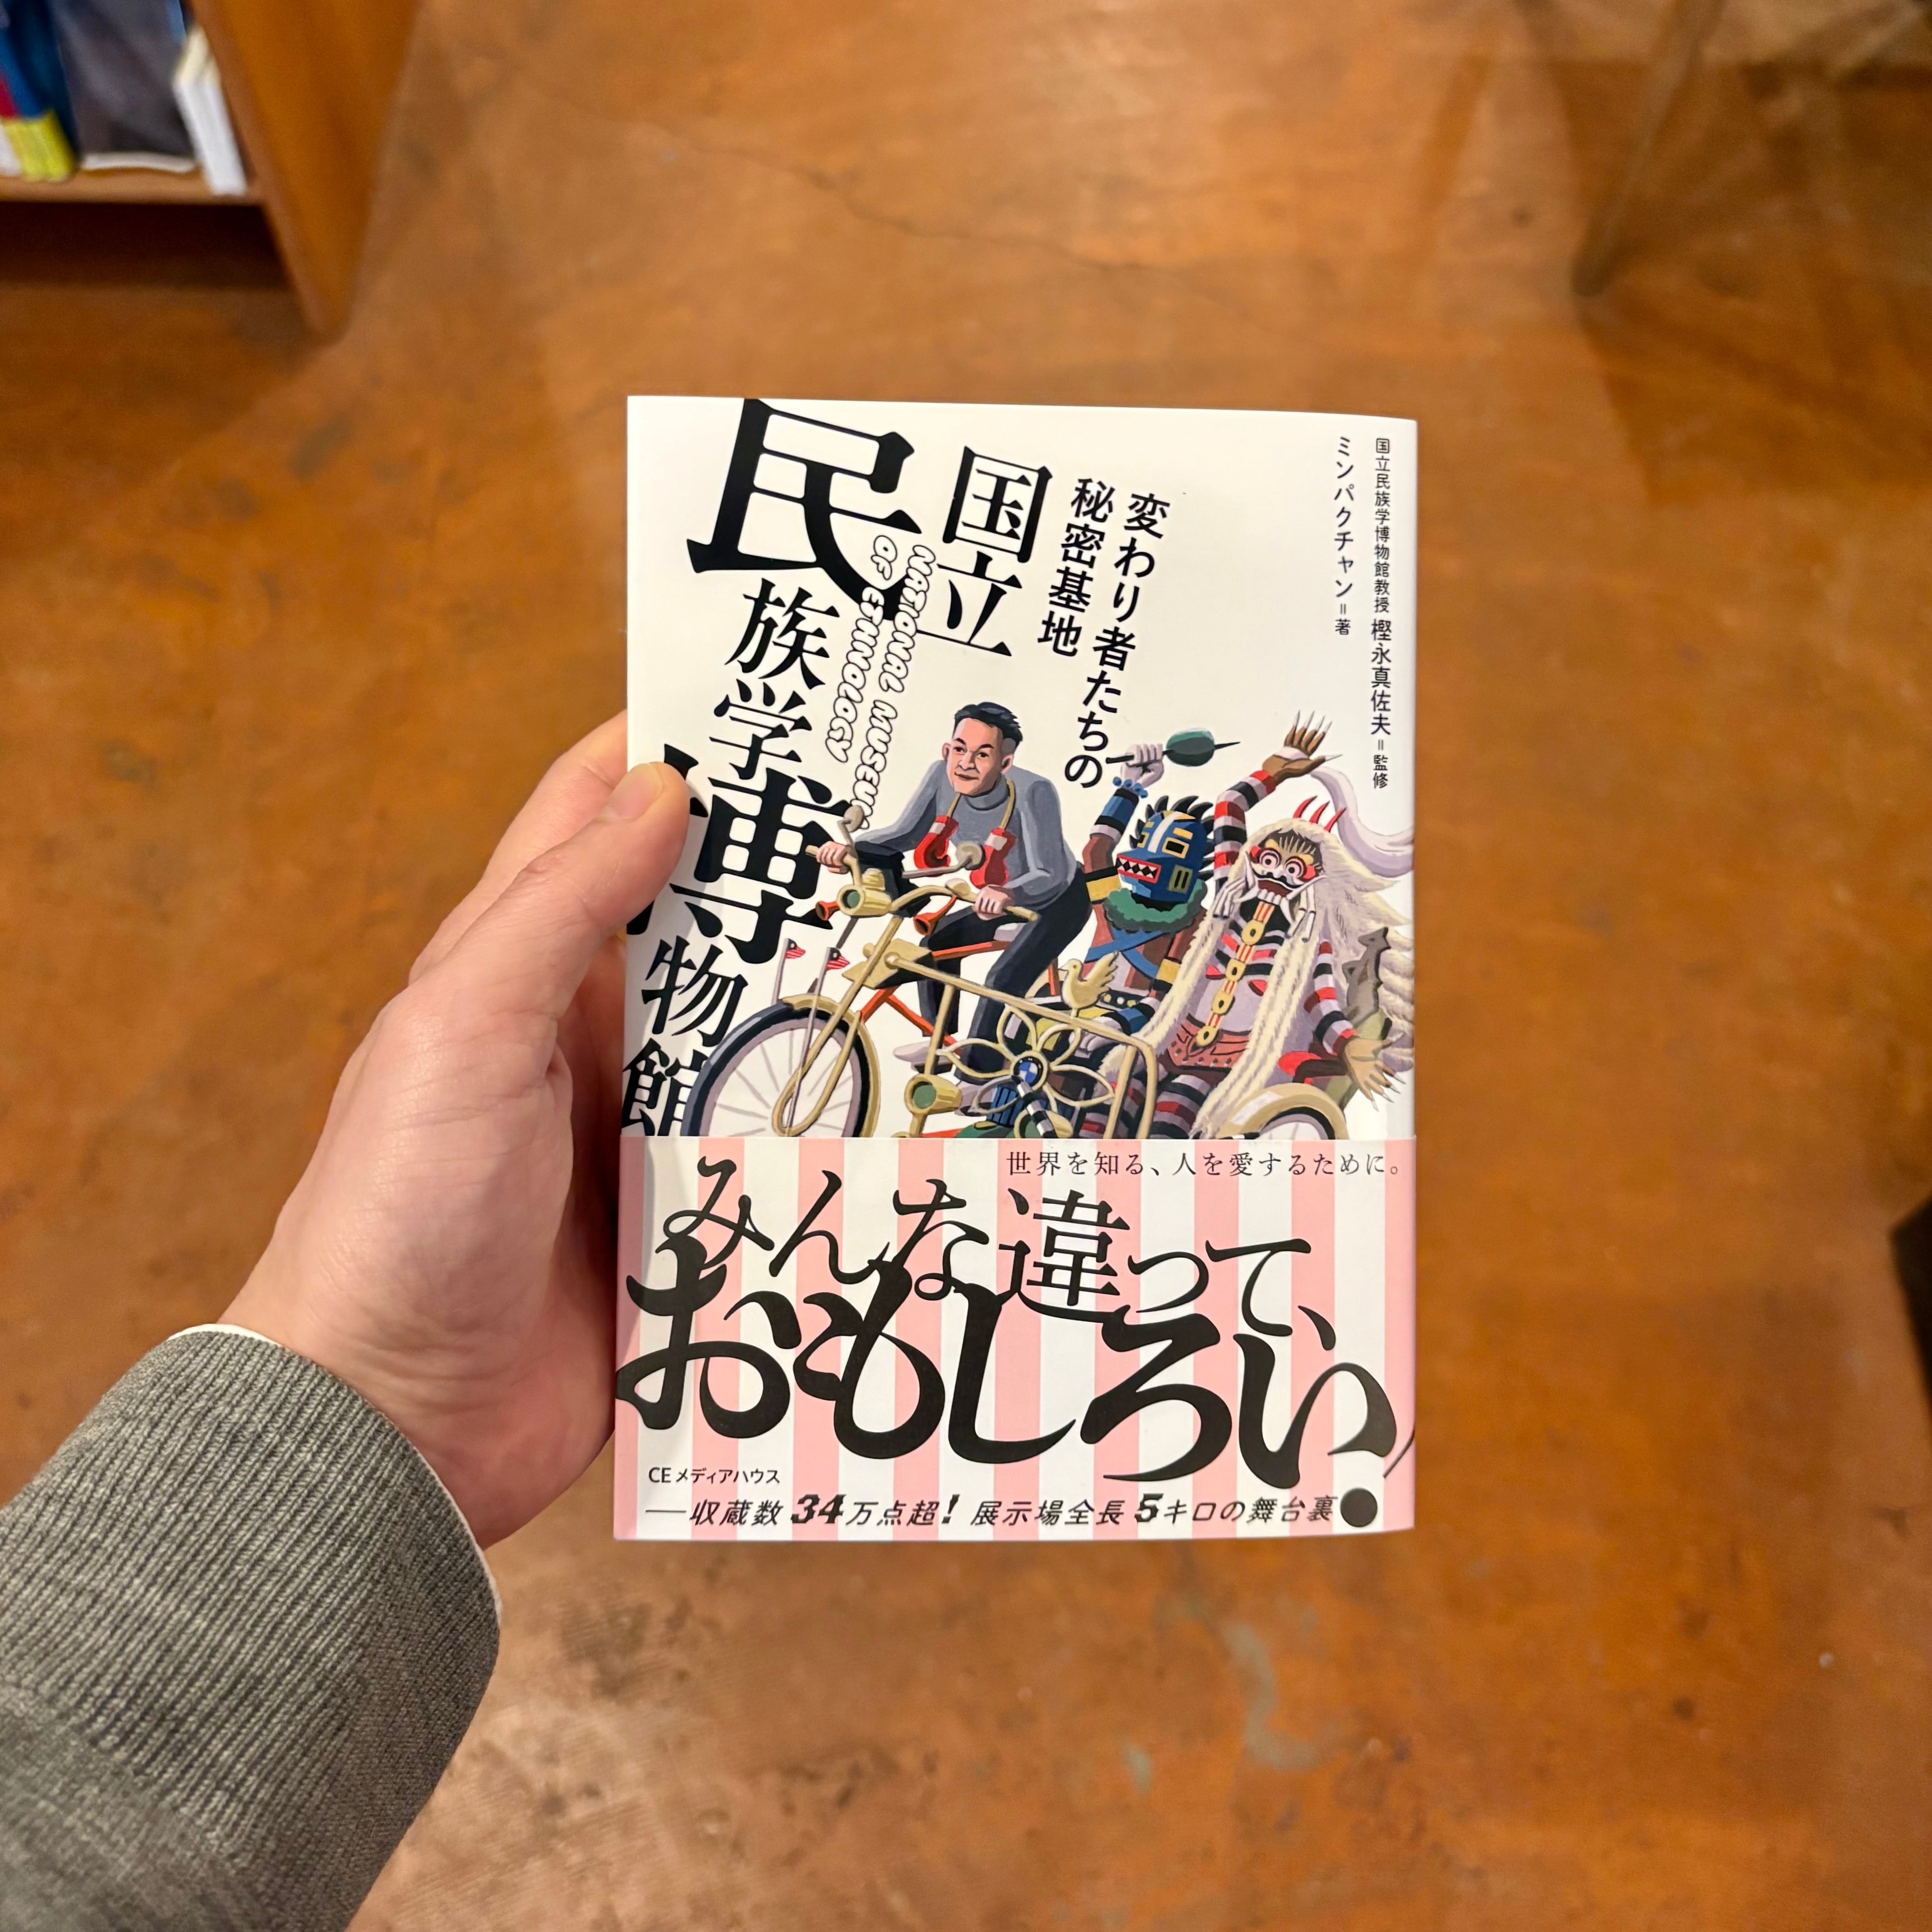 国立民族学博物館教授 樫永真佐夫=監修
ミンパクチャン=著
変わり者たちの
秘密基地
国立
民族学博物館
NATIONAL MUSEUM
OF ETHNOLOGY
世界を知る、人を愛するために。
みんな違って、
おもしろい!
CEメディアハウス
——収蔵数34万点超!展示場全長5キロの舞台裏